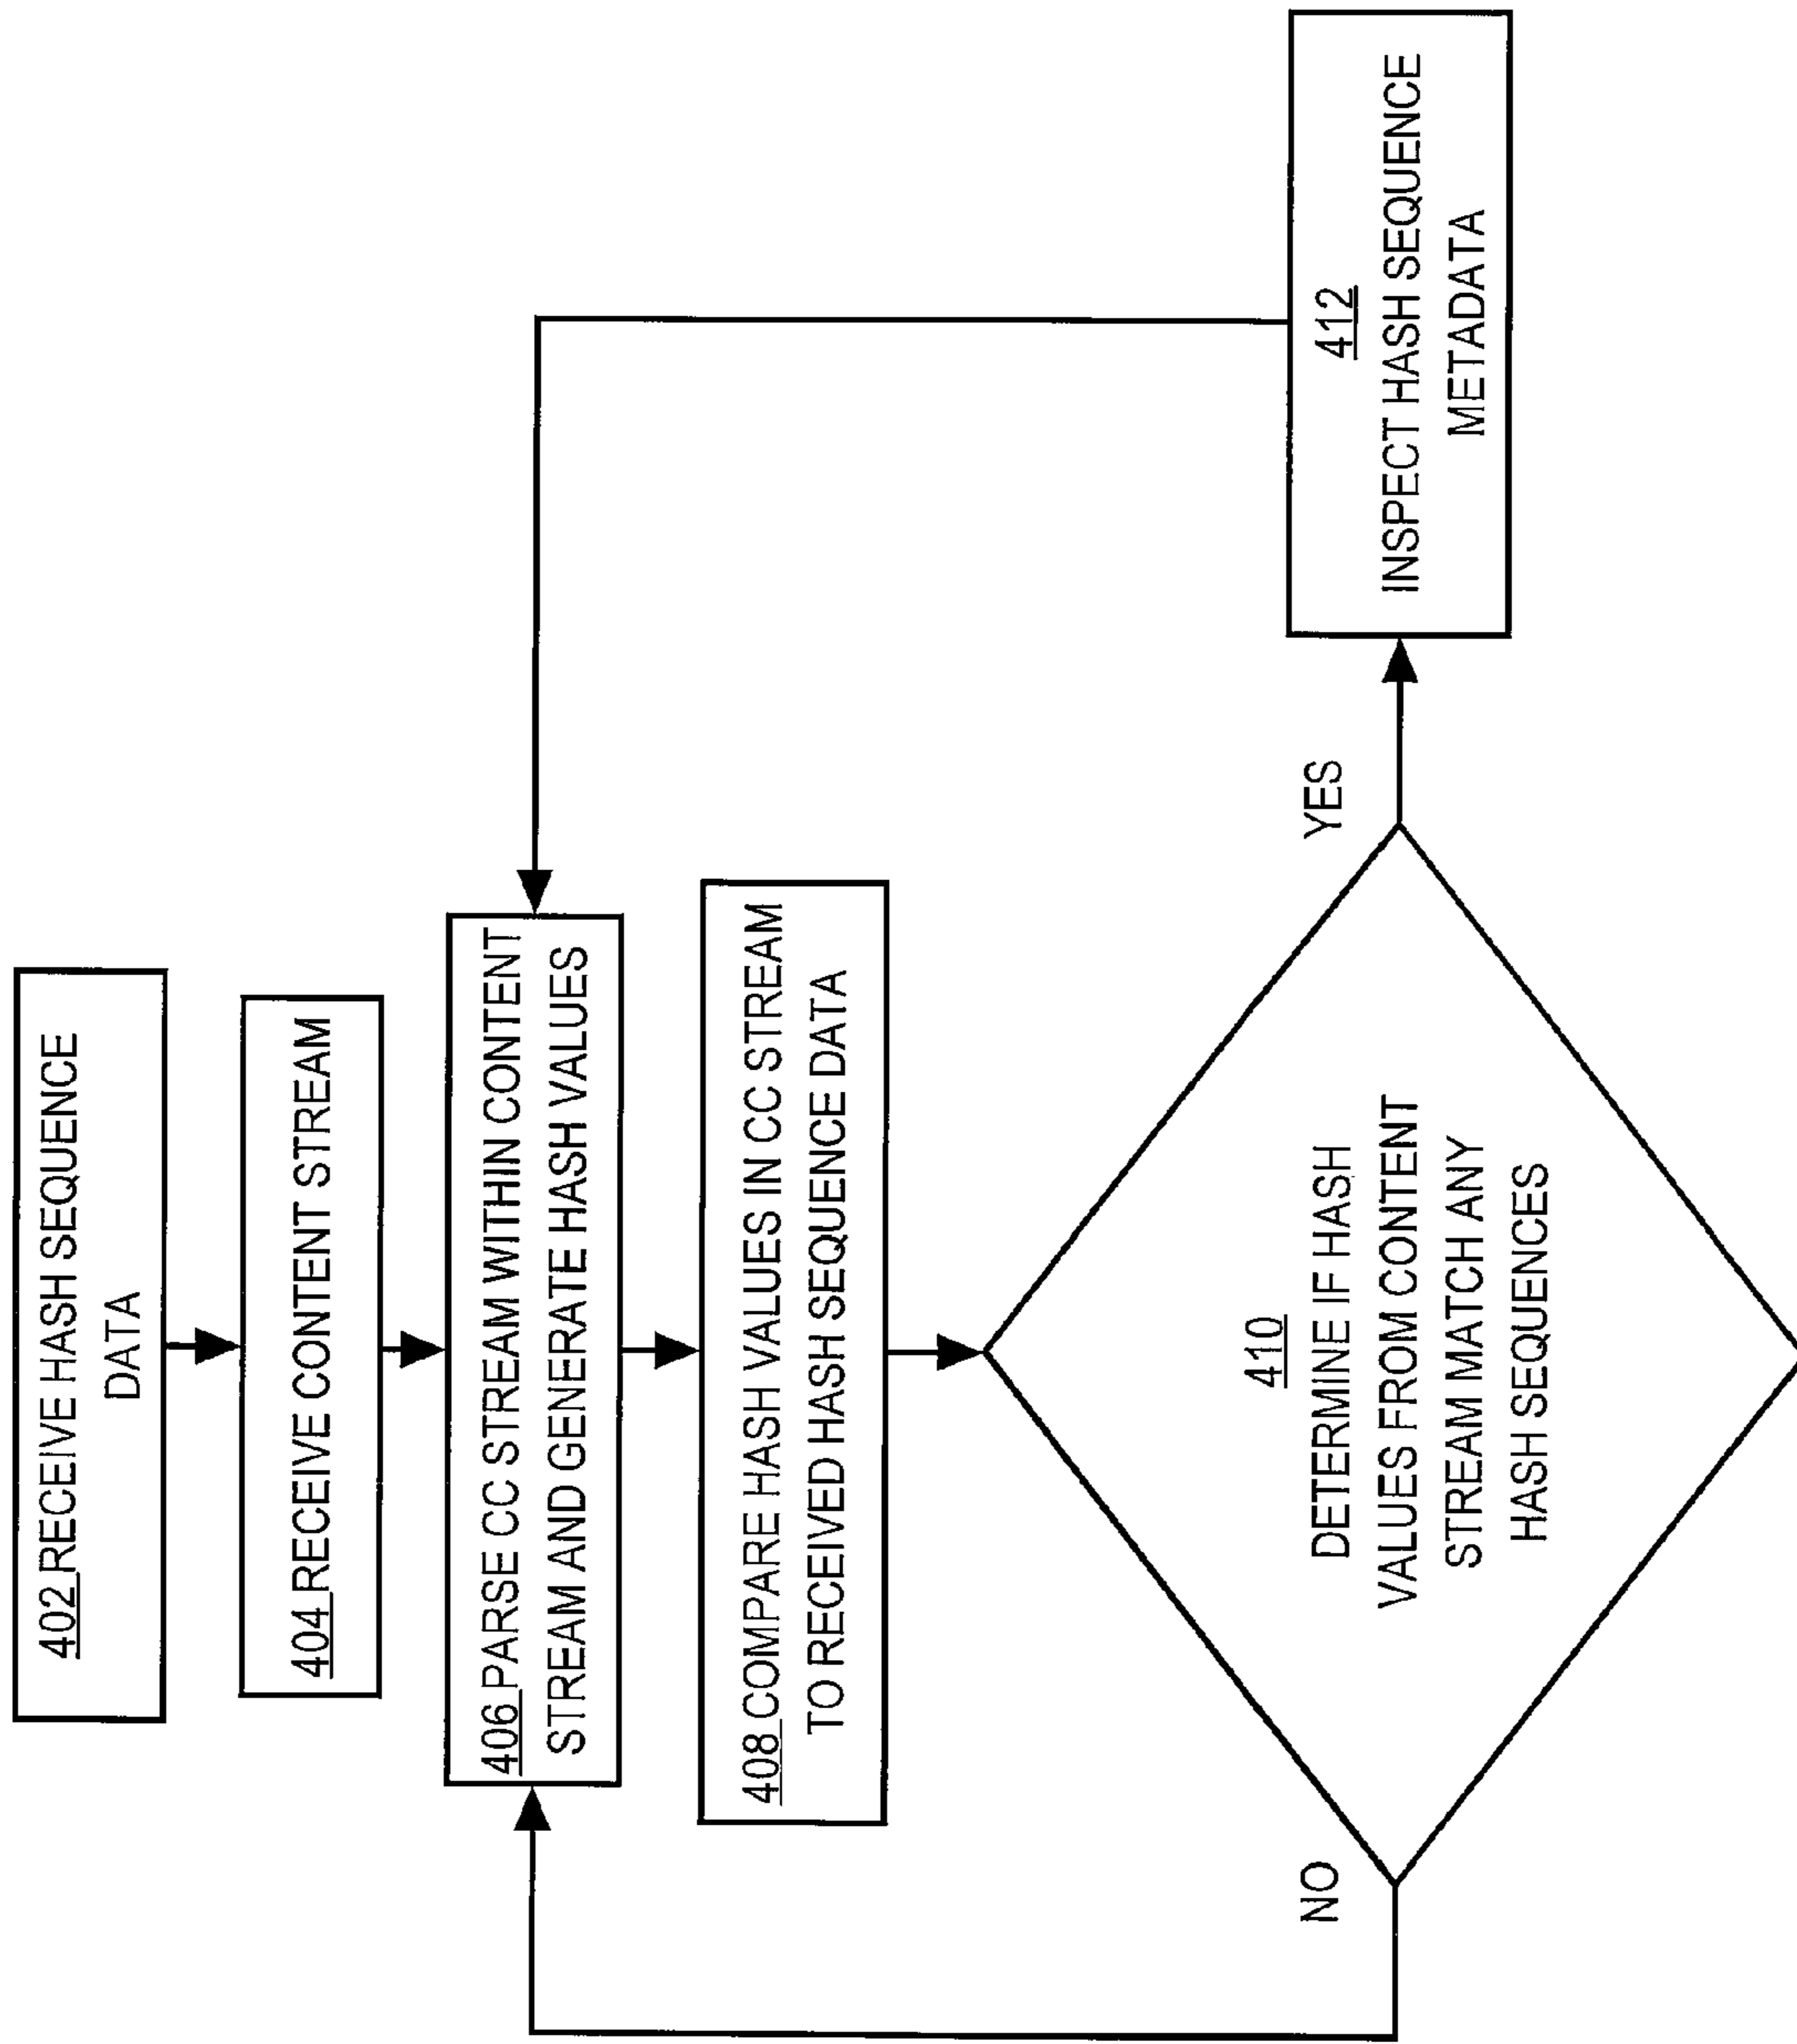 402 RECEIVE HASH SEQUENCE
DATA
404 RECEIVE CONTENT STREAM
406 PARSE CC STREAM WITHIN CONTENT
STREAM AND GENERATE HASH VALUES
408 COMPARE HASH VALUES IN CC STREAM
TO RECEIVED HASH SEQUENCE DATA
410
DETERMINE IF HASH
VALUES FROM CONTENT
STREAM MATCH ANY
HASH SEQUENCES
NO
YES
412
INSPECT HASH SEQUENCE
METADATA